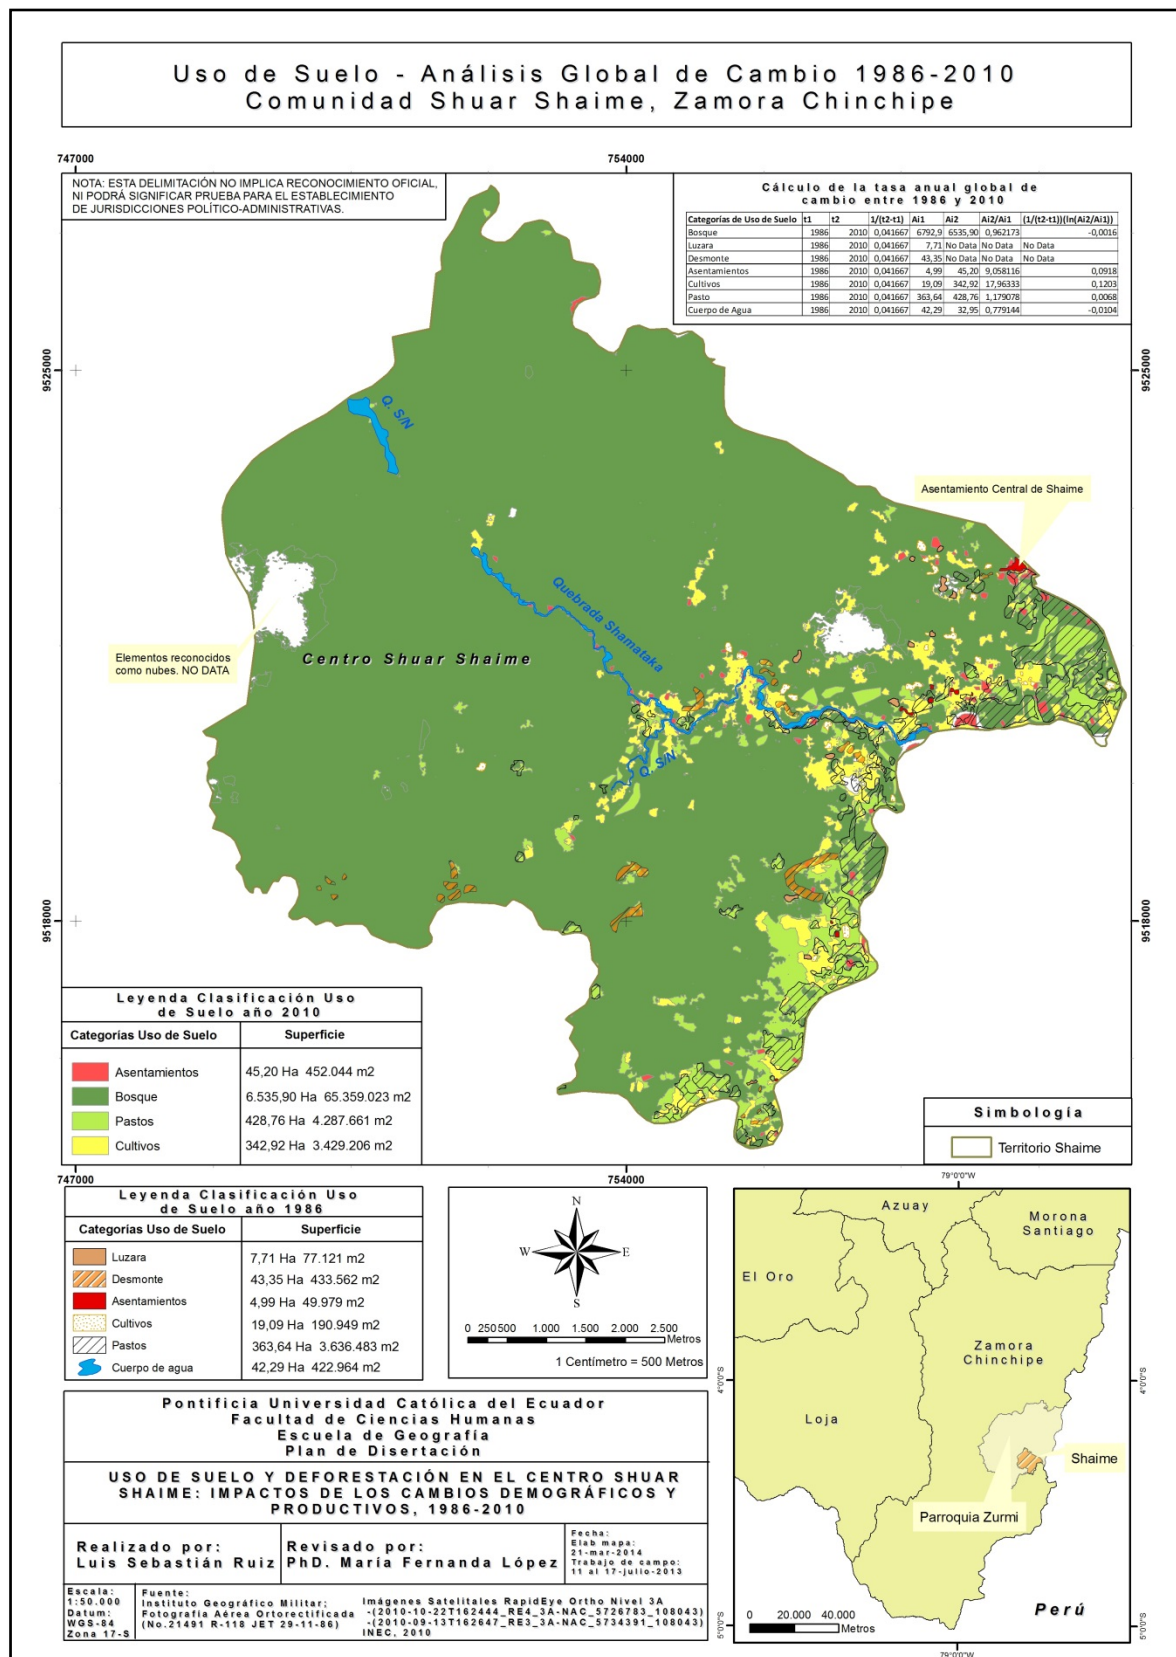 Uso de Suelo - Análisis Global de Cambio 1986-2010
Comunidad Shuar Shaime, Zamora Chinchipe
747000
754000
NOTA: ESTA DELIMITACIÓN NO IMPLICA RECONOCIMIENTO OFICIAL,
NI PODRÁ SIGNIFICAR PRUEBA PARA EL ESTABLECIMIENTO
DE JURISDICCIONES POLÍTICO-ADMINISTRATIVAS.
Cálculo de la tasa anual global de
cambio entre 1986 y 2010
Categorías de Uso de Suelo t1 t2 1/(t2-t1) Ai1 Ai2 Ai2/Ai1 (1/(t2-t1))(ln(Ai2/Ai1))
Bosque 1986 2010 0,041667 6792,9 6535,90 0,962173 -0,0016
Luzara 1986 2010 0,041667 7,71 No Data No Data No Data
Desmonte 1986 2010 0,041667 43,35 No Data No Data No Data
Asentamientos 1986 2010 0,041667 4,99 45,20 9,058116 0,0918
Cultivos 1986 2010 0,041667 19,09 342,92 17,96333 0,1203
Pasto 1986 2010 0,041667 363,64 428,76 1,179078 0,0068
Cuerpo de Agua 1986 2010 0,041667 42,29 32,95 0,779144 -0,0104
9525000
9525000
Q. S/N
Asentamiento Central de Shaime
Quebrada Shamataka
Elementos reconocidos
como nubes. NO DATA
Centro Shuar Shaime
Q. S/N
9518000
9518000
Leyenda Clasificación Uso
de Suelo año 2010
Categorías Uso de Suelo Superficie
Asentamientos 45,20 Ha 452.044 m2
Bosque 6.535,90 Ha 65.359.023 m2
Pastos 428,76 Ha 4.287.661 m2
Cultivos 342,92 Ha 3.429.206 m2
Simbología
Territorio Shaime
747000
754000
Leyenda Clasificación Uso
de Suelo año 1986
Categorías Uso de Suelo Superficie
Luzara 7,71 Ha 77.121 m2
Desmonte 43,35 Ha 433.562 m2
Asentamientos 4,99 Ha 49.979 m2
Cultivos 19,09 Ha 190.949 m2
Pastos 363,64 Ha 3.636.483 m2
Cuerpo de agua 42,29 Ha 422.964 m2
N
W E
S
0 250 500 1.000 1.500 2.000 2.500
Metros
1 Centímetro = 500 Metros
79°0'0"W
Azuay
Morona
Santiago
El Oro
Zamora
Chinchipe
4°0'0"S
4°0'0"S
Loja
Shaime
Parroquia Zurmi
Perú
0 20.000 40.000
Metros
5°0'0"S
5°0'0"S
79°0'0"W
Pontificia Universidad Católica del Ecuador
Facultad de Ciencias Humanas
Escuela de Geografía
Plan de Disertación
USO DE SUELO Y DEFORESTACIÓN EN EL CENTRO SHUAR
SHAIME: IMPACTOS DE LOS CAMBIOS DEMOGRÁFICOS Y
PRODUCTIVOS, 1986-2010
Realizado por:
Luis Sebastián Ruiz
Revisado por:
PhD. María Fernanda López
Fecha:
Elab mapa:
21-mar-2014
Trabajo de campo:
11 al 17-julio-2013
Escala:
1:50.000
Datum:
WGS-84
Zona 17-S
Fuente:
Instituto Geográfico Militar;
Fotografía Aérea Ortorectificada
(No.21491 R-118 JET 29-11-86)
Imágenes Satelitales RapidEye Ortho Nivel 3A
-(2010-10-22T162444_RE4_3A-NAC_5726783_108043)
-(2010-09-13T162647_RE3_3A-NAC_5734391_108043)
INEC, 2010